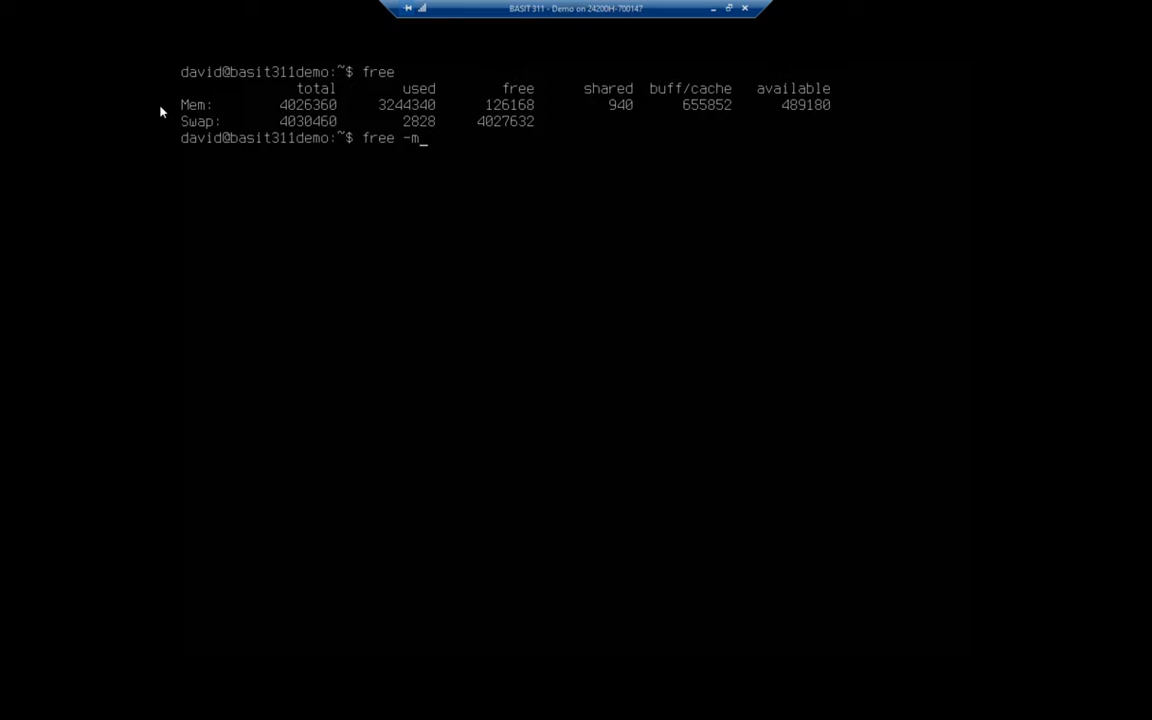 BASIT 311 - Demo on 24200H-700147
david@basit311demo:~$ free
total used free shared buff/cache available
Mem: 4026360 3244340 126168 940 655852 489180
Swap: 4030460 2828 4027632
david@basit311demo:~$ free -m_